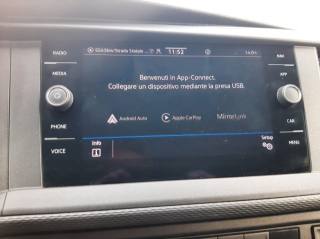 RADIO
MEDIA
PHONE
VOICE
11:52
NAV
APP
CAR
MENU
Benvenuti in App-Connect.
Collegare un dispositivo mediante la presa USB.
Android Auto
Apple CarPlay
MirrorLink
Info
Setup